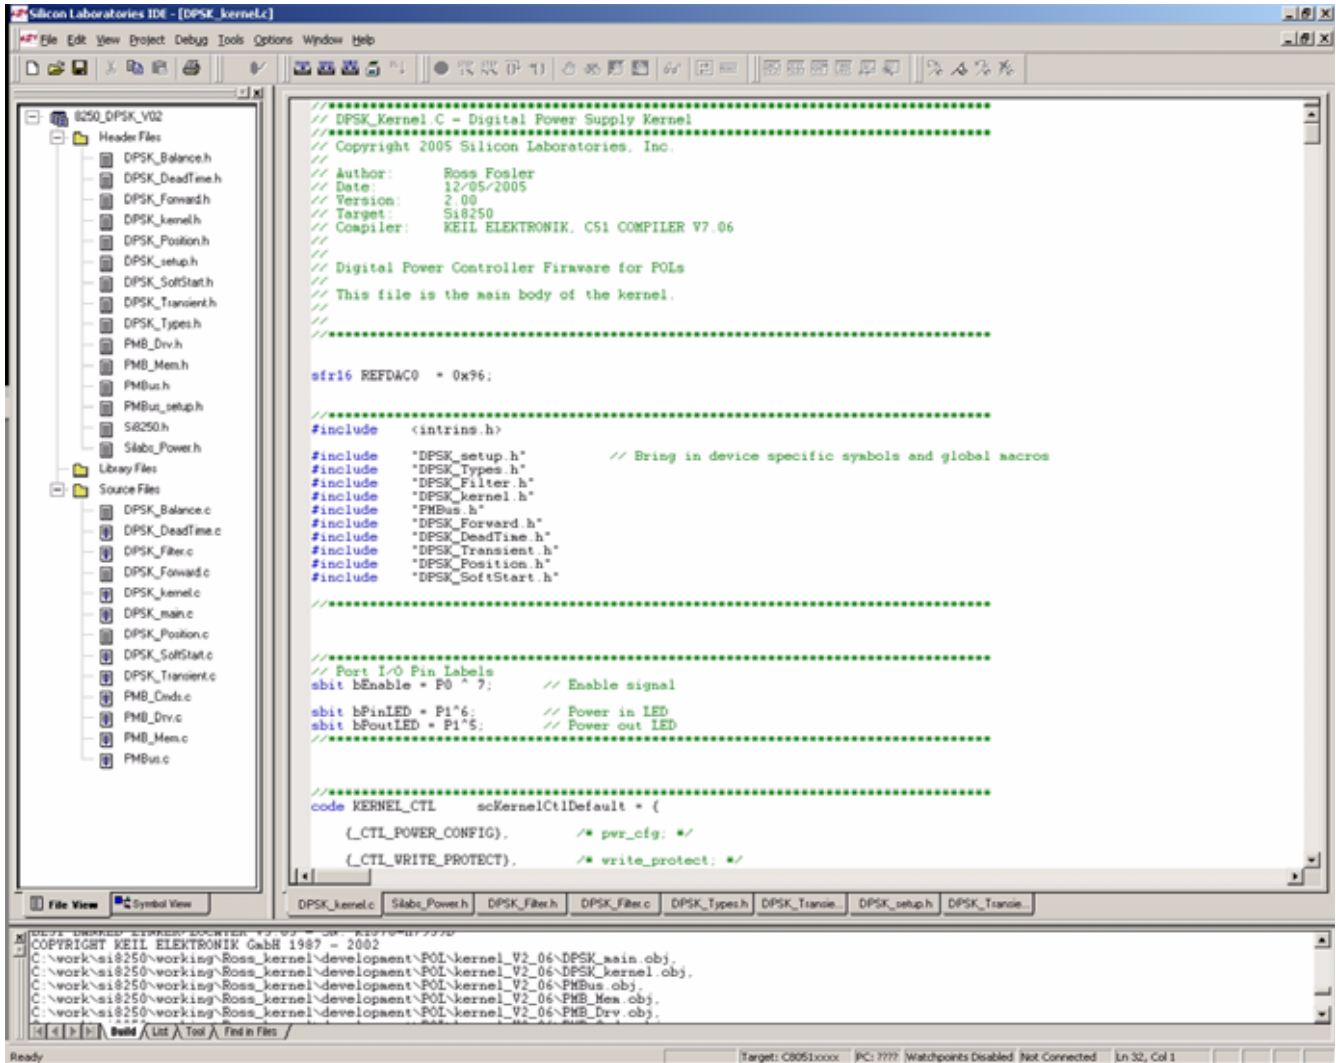 Silicon Laboratories IDE - [DPSK_kernel.c]
File Edit View Project Debug Tools Options Window Help
8250_DPSK_V02
Header Files
DPSK_Balance.h
DPSK_DeadTime.h
DPSK_Forward.h
DPSK_kernel.h
DPSK_Position.h
DPSK_setup.h
DPSK_SoftStart.h
DPSK_Transient.h
DPSK_Types.h
PMB_Drv.h
PMB_Mem.h
PMBus.h
PMBus_setup.h
Si8250.h
Silabs_Power.h
Library Files
Source Files
DPSK_Balance.c
DPSK_DeadTime.c
DPSK_Filter.c
DPSK_Forward.c
DPSK_kernel.c
DPSK_main.c
DPSK_Position.c
DPSK_SoftStart.c
DPSK_Transient.c
PMB_Cmds.c
PMB_Drv.c
PMB_Mem.c
PMBus.c
File View Symbol View
// DPSK_Kernel.C - Digital Power Supply Kernel
// Copyright 2005 Silicon Laboratories, Inc.
//
// Author: Ross Fosler
// Date: 12/05/2005
// Version: 2.00
// Target: Si8250
// Compiler: KEIL ELEKTRONIK, C51 COMPILER V7.06
//
//
// Digital Power Controller Firmware for POLs
//
// This file is the main body of the kernel.
//
//
sfr16 REFDAC0 = 0x96;
#include <intrins.h>
#include "DPSK_setup.h" // Bring in device specific symbols and global macros
#include "DPSK_Types.h"
#include "DPSK_Filter.h"
#include "DPSK_kernel.h"
#include "PMBus.h"
#include "DPSK_Forward.h"
#include "DPSK_DeadTime.h"
#include "DPSK_Transient.h"
#include "DPSK_Position.h"
#include "DPSK_SoftStart.h"
// Port I/O Pin Labels
sbit bEnable = P0 ^ 7; // Enable signal
sbit bPinLED = P1^6; // Power in LED
sbit bPoutLED = P1^5; // Power out LED
code KERNEL_CTL scKernelCtlDefault = {
{_CTL_POWER_CONFIG}, /* pwr_cfg; */
{_CTL_WRITE_PROTECT}, /* write_protect; */
DPSK_kernel.c Silabs_Power.h DPSK_Filter.h DPSK_Filter.c DPSK_Types.h DPSK_Transie... DPSK_setup.h DPSK_Transie...
COPYRIGHT KEIL ELEKTRONIK GmbH 1987 - 2002
C:\work\si8250\working\Ross_kernel\development\POL\kernel_V2_06\DPSK_main.obj,
C:\work\si8250\working\Ross_kernel\development\POL\kernel_V2_06\DPSK_kernel.obj,
C:\work\si8250\working\Ross_kernel\development\POL\kernel_V2_06\PMBus.obj,
C:\work\si8250\working\Ross_kernel\development\POL\kernel_V2_06\PMB_Mem.obj,
C:\work\si8250\working\Ross_kernel\development\POL\kernel_V2_06\PMB_Drv.obj,
Build List Tool Find in Files
Ready Target: C8051xxxx PC: ???? Watchpoints Disabled Not Connected Ln 32, Col 1